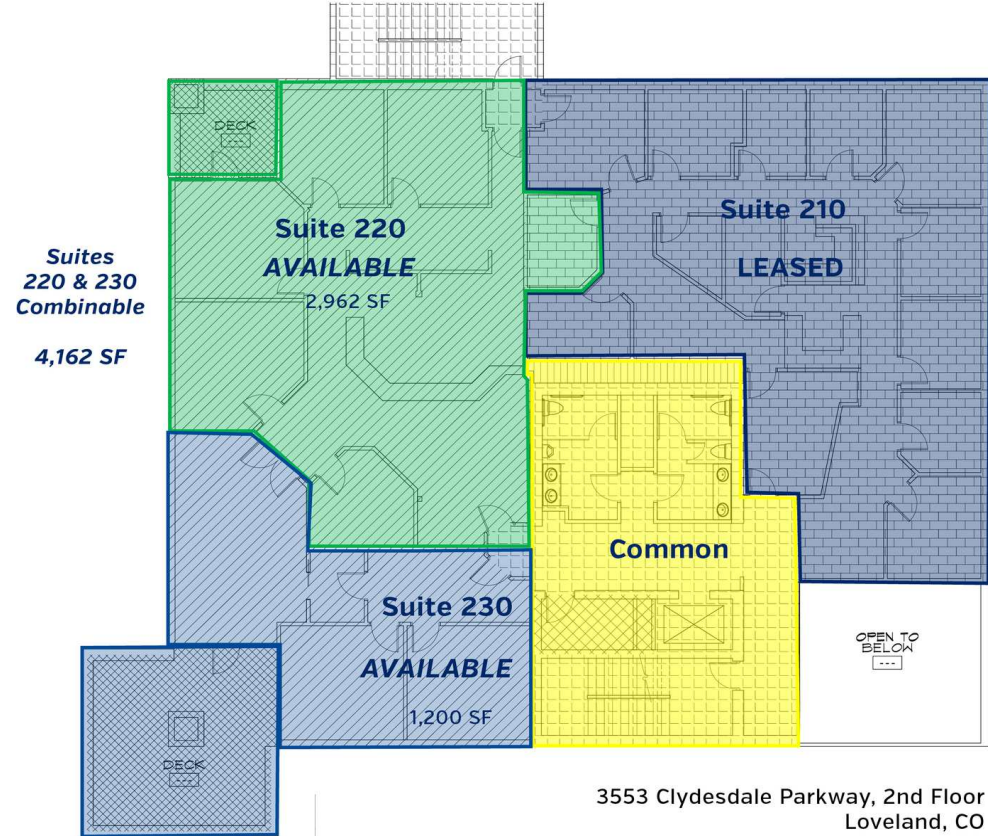 DECK
---
Suite 220
AVAILABLE
2,962 SF
Suite 210
LEASED
Suites
220 & 230
Combinable
4,162 SF
Common
Suite 230
AVAILABLE
1,200 SF
OPEN TO
BELOW
---
DECK
---
3553 Clydesdale Parkway, 2nd Floor
Loveland, CO